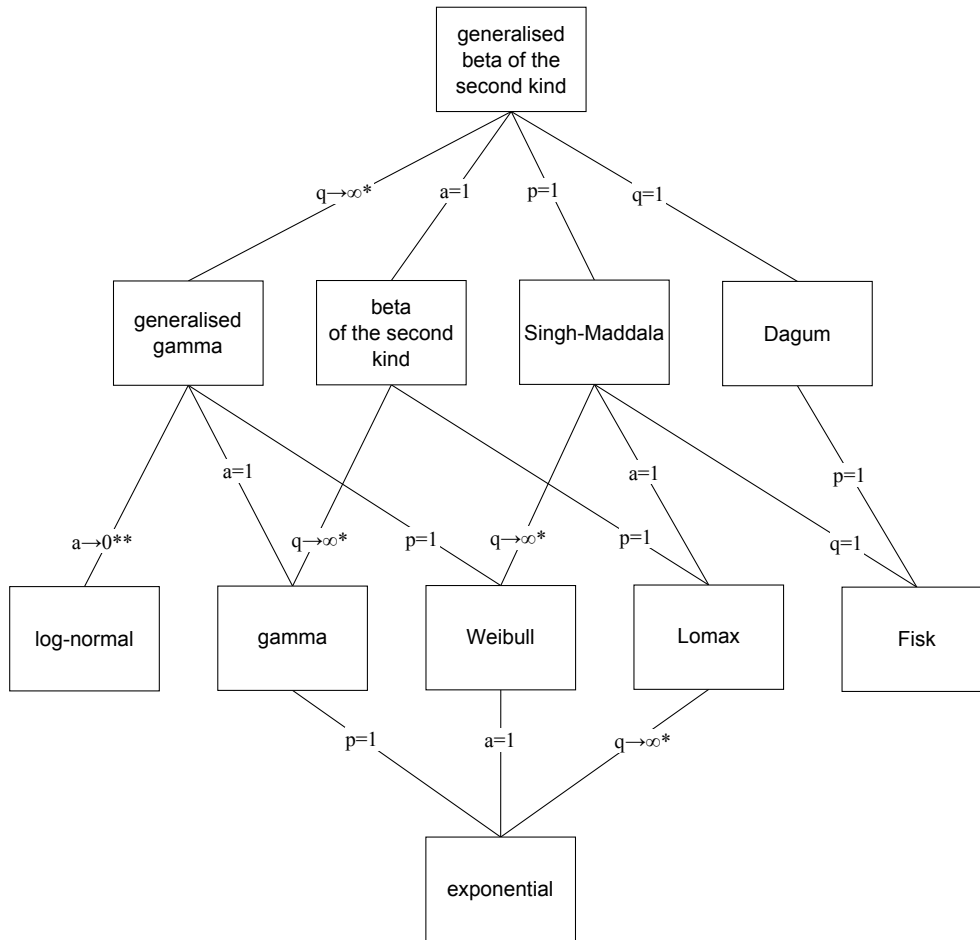 generalised
beta of the
second kind
q→∞*
a=1
p=1
q=1
generalised
gamma
beta
of the second
kind
Singh-Maddala
Dagum
a=1
a=1
p=1
a→0**
q→∞*
p=1
q→∞*
p=1
q=1
log-normal
gamma
Weibull
Lomax
Fisk
p=1
a=1
q→∞*
exponential